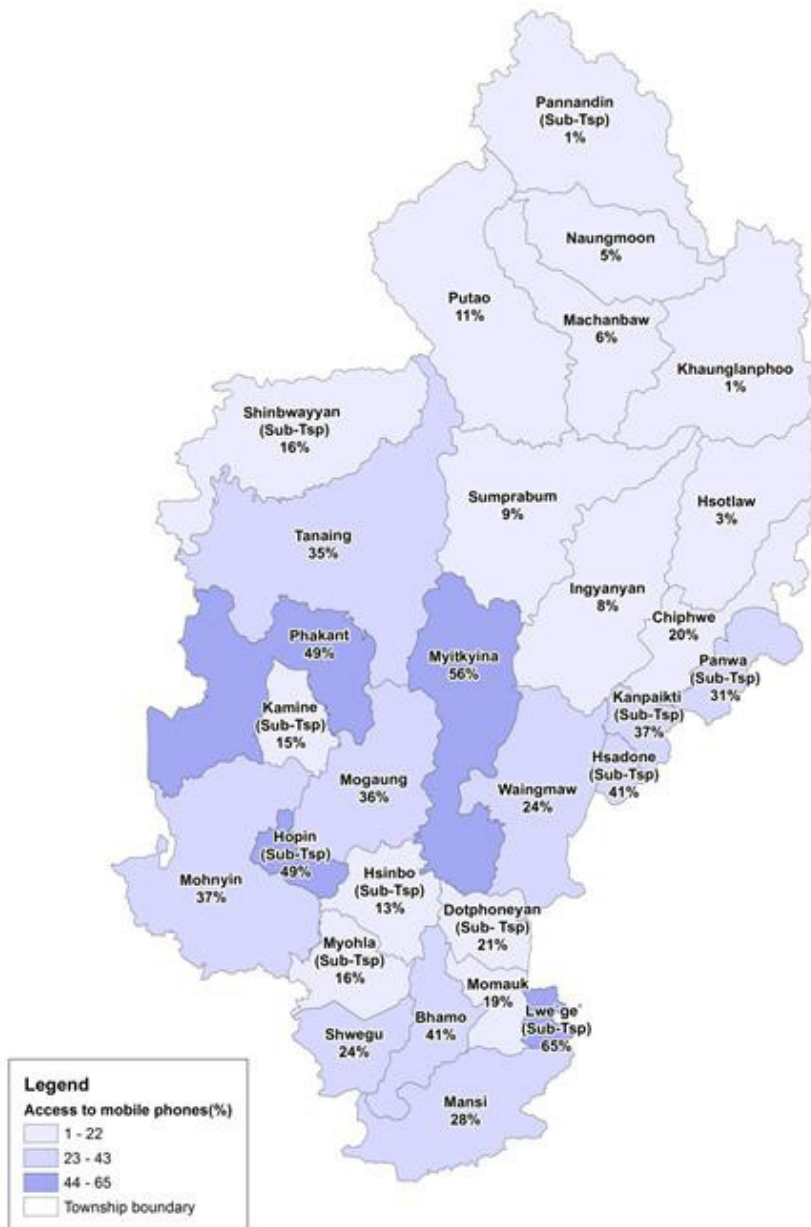 Pannandin
(Sub-Tsp)
1%
Naungmoon
5%
Putao
11%
Machanbaw
6%
Khaunglanphoo
1%
Shinbwayyan
(Sub-Tsp)
16%
Sumprabum
9%
Hsotlaw
3%
Tanaing
35%
Ingyanyan
8%
Chiphwe
20%
Phakant
49%
Myitkyina
56%
Panwa
(Sub-Tsp)
31%
Kanpaikti
(Sub-Tsp)
37%
Kamine
(Sub-Tsp)
15%
Hsadone
(Sub-Tsp)
41%
Mogaung
36%
Waingmaw
24%
Hopin
(Sub-Tsp)
49%
Mohnyin
37%
Hsinbo
(Sub-Tsp)
13%
Dotphoneyan
(Sub- Tsp)
21%
Myohla
(Sub-Tsp)
16%
Momauk
19%
Lwe`ge`
(Sub-Tsp)
65%
Bhamo
41%
Shwegu
24%
Mansi
28%
Legend
Access to mobile phones(%)
1 - 22
23 - 43
44 - 65
Township boundary